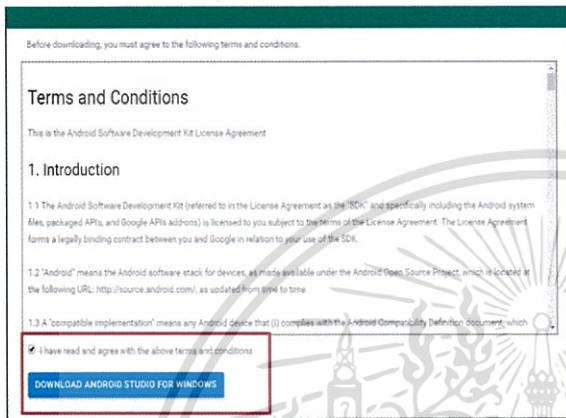 Before downloading, you must agree to the following terms and conditions.
Terms and Conditions
This is the Android Software Development Kit License Agreement
1. Introduction
1.1 The Android Software Development Kit (referred to in the License Agreement as the "SDK" and specifically including the Android system
files, packaged APIs, and Google APIs add-ons) is licensed to you subject to the terms of the License Agreement. The License Agreement
forms a legally binding contract between you and Google in relation to your use of the SDK.
1.2 "Android" means the Android software stack for devices, as made available under the Android Open Source Project, which is located at
the following URL: http://source.android.com/, as updated from time to time.
1.3 A "compatible implementation" means any Android device that (i) complies with the Android Compatibility Definition document, which
I have read and agree with the above terms and conditions
DOWNLOAD ANDROID STUDIO FOR WINDOWS